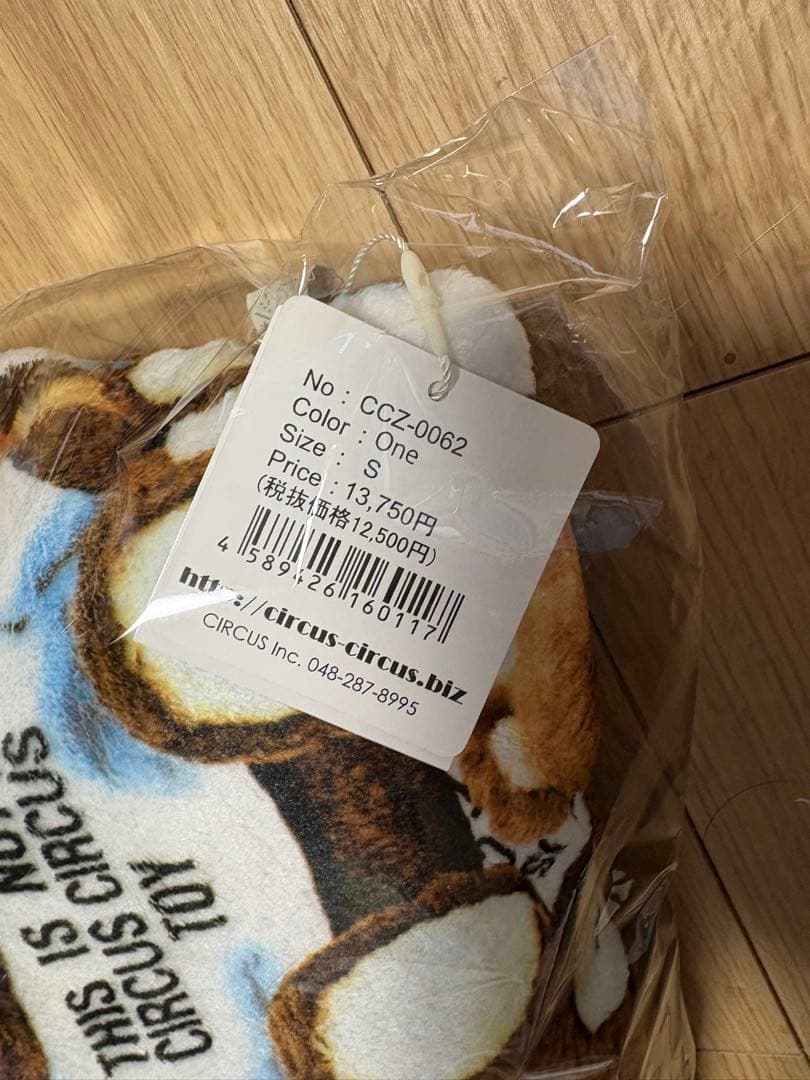 No : CCZ-0062
Color : One
Size : S
Price : 13,750円
(税抜価格12,500円)
4 589426 160117
http://circus-circus.biz
CIRCUS Inc. 048-287-8995
THIS IS NOT
CIRCUS CIRCUS
CIRCUS TOY